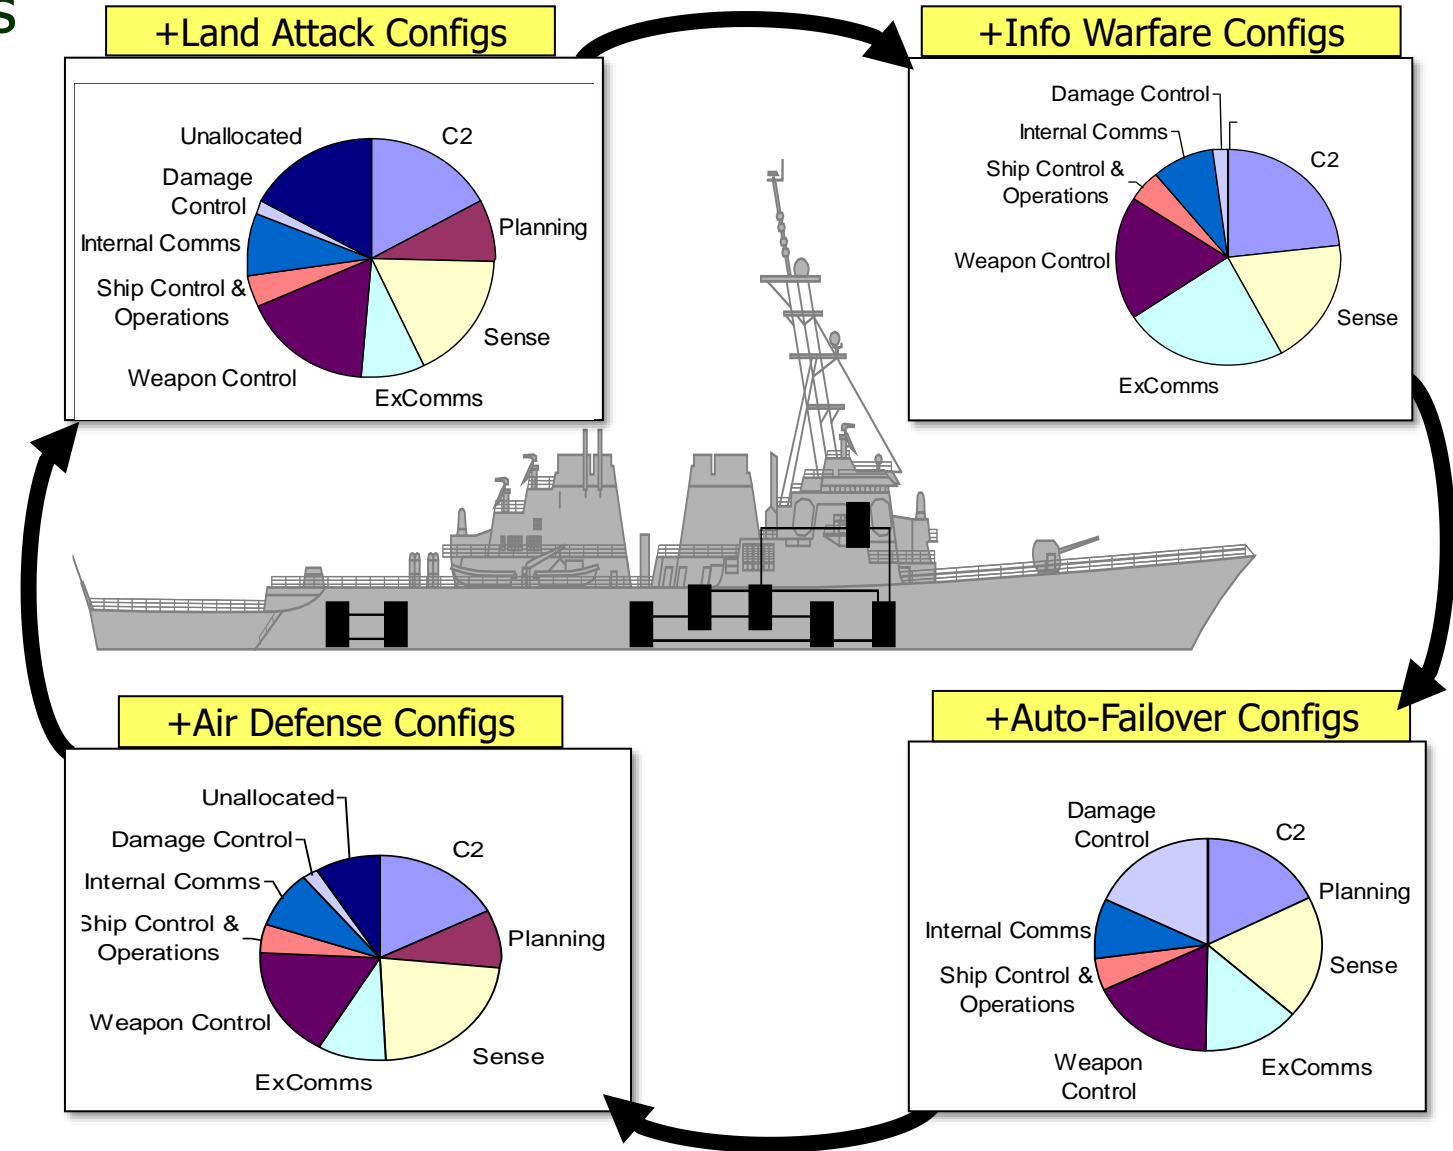 s
+Land Attack Configs
Unallocated
C2
Damage
Control
Planning
Internal Comms
Ship Control &
Operations
Sense
Weapon Control
ExComms
+Info Warfare Configs
Damage Control
Internal Comms
C2
Ship Control &
Operations
Weapon Control
Sense
ExComms
+Air Defense Configs
Unallocated
Damage Control
C2
Internal Comms
Ship Control &
Operations
Planning
Weapon Control
Sense
ExComms
+Auto-Failover Configs
Damage
Control
C2
Planning
Internal Comms
Sense
Ship Control &
Operations
Weapon
Control
ExComms